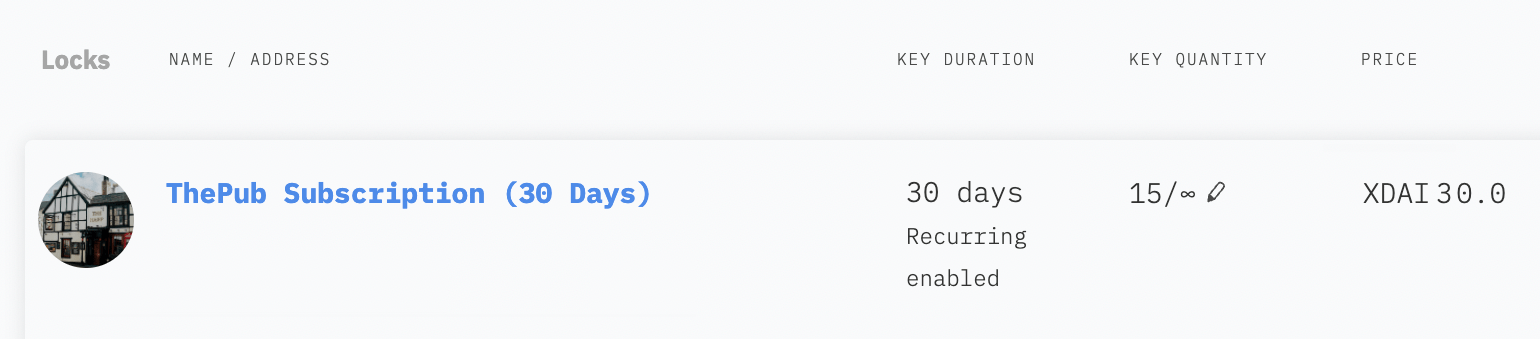 Locks NAME / ADDRESS KEY DURATION KEY QUANTITY PRICE
ThePub Subscription (30 Days) 30 days 15/∞ XDAI 30.0
Recurring
enabled